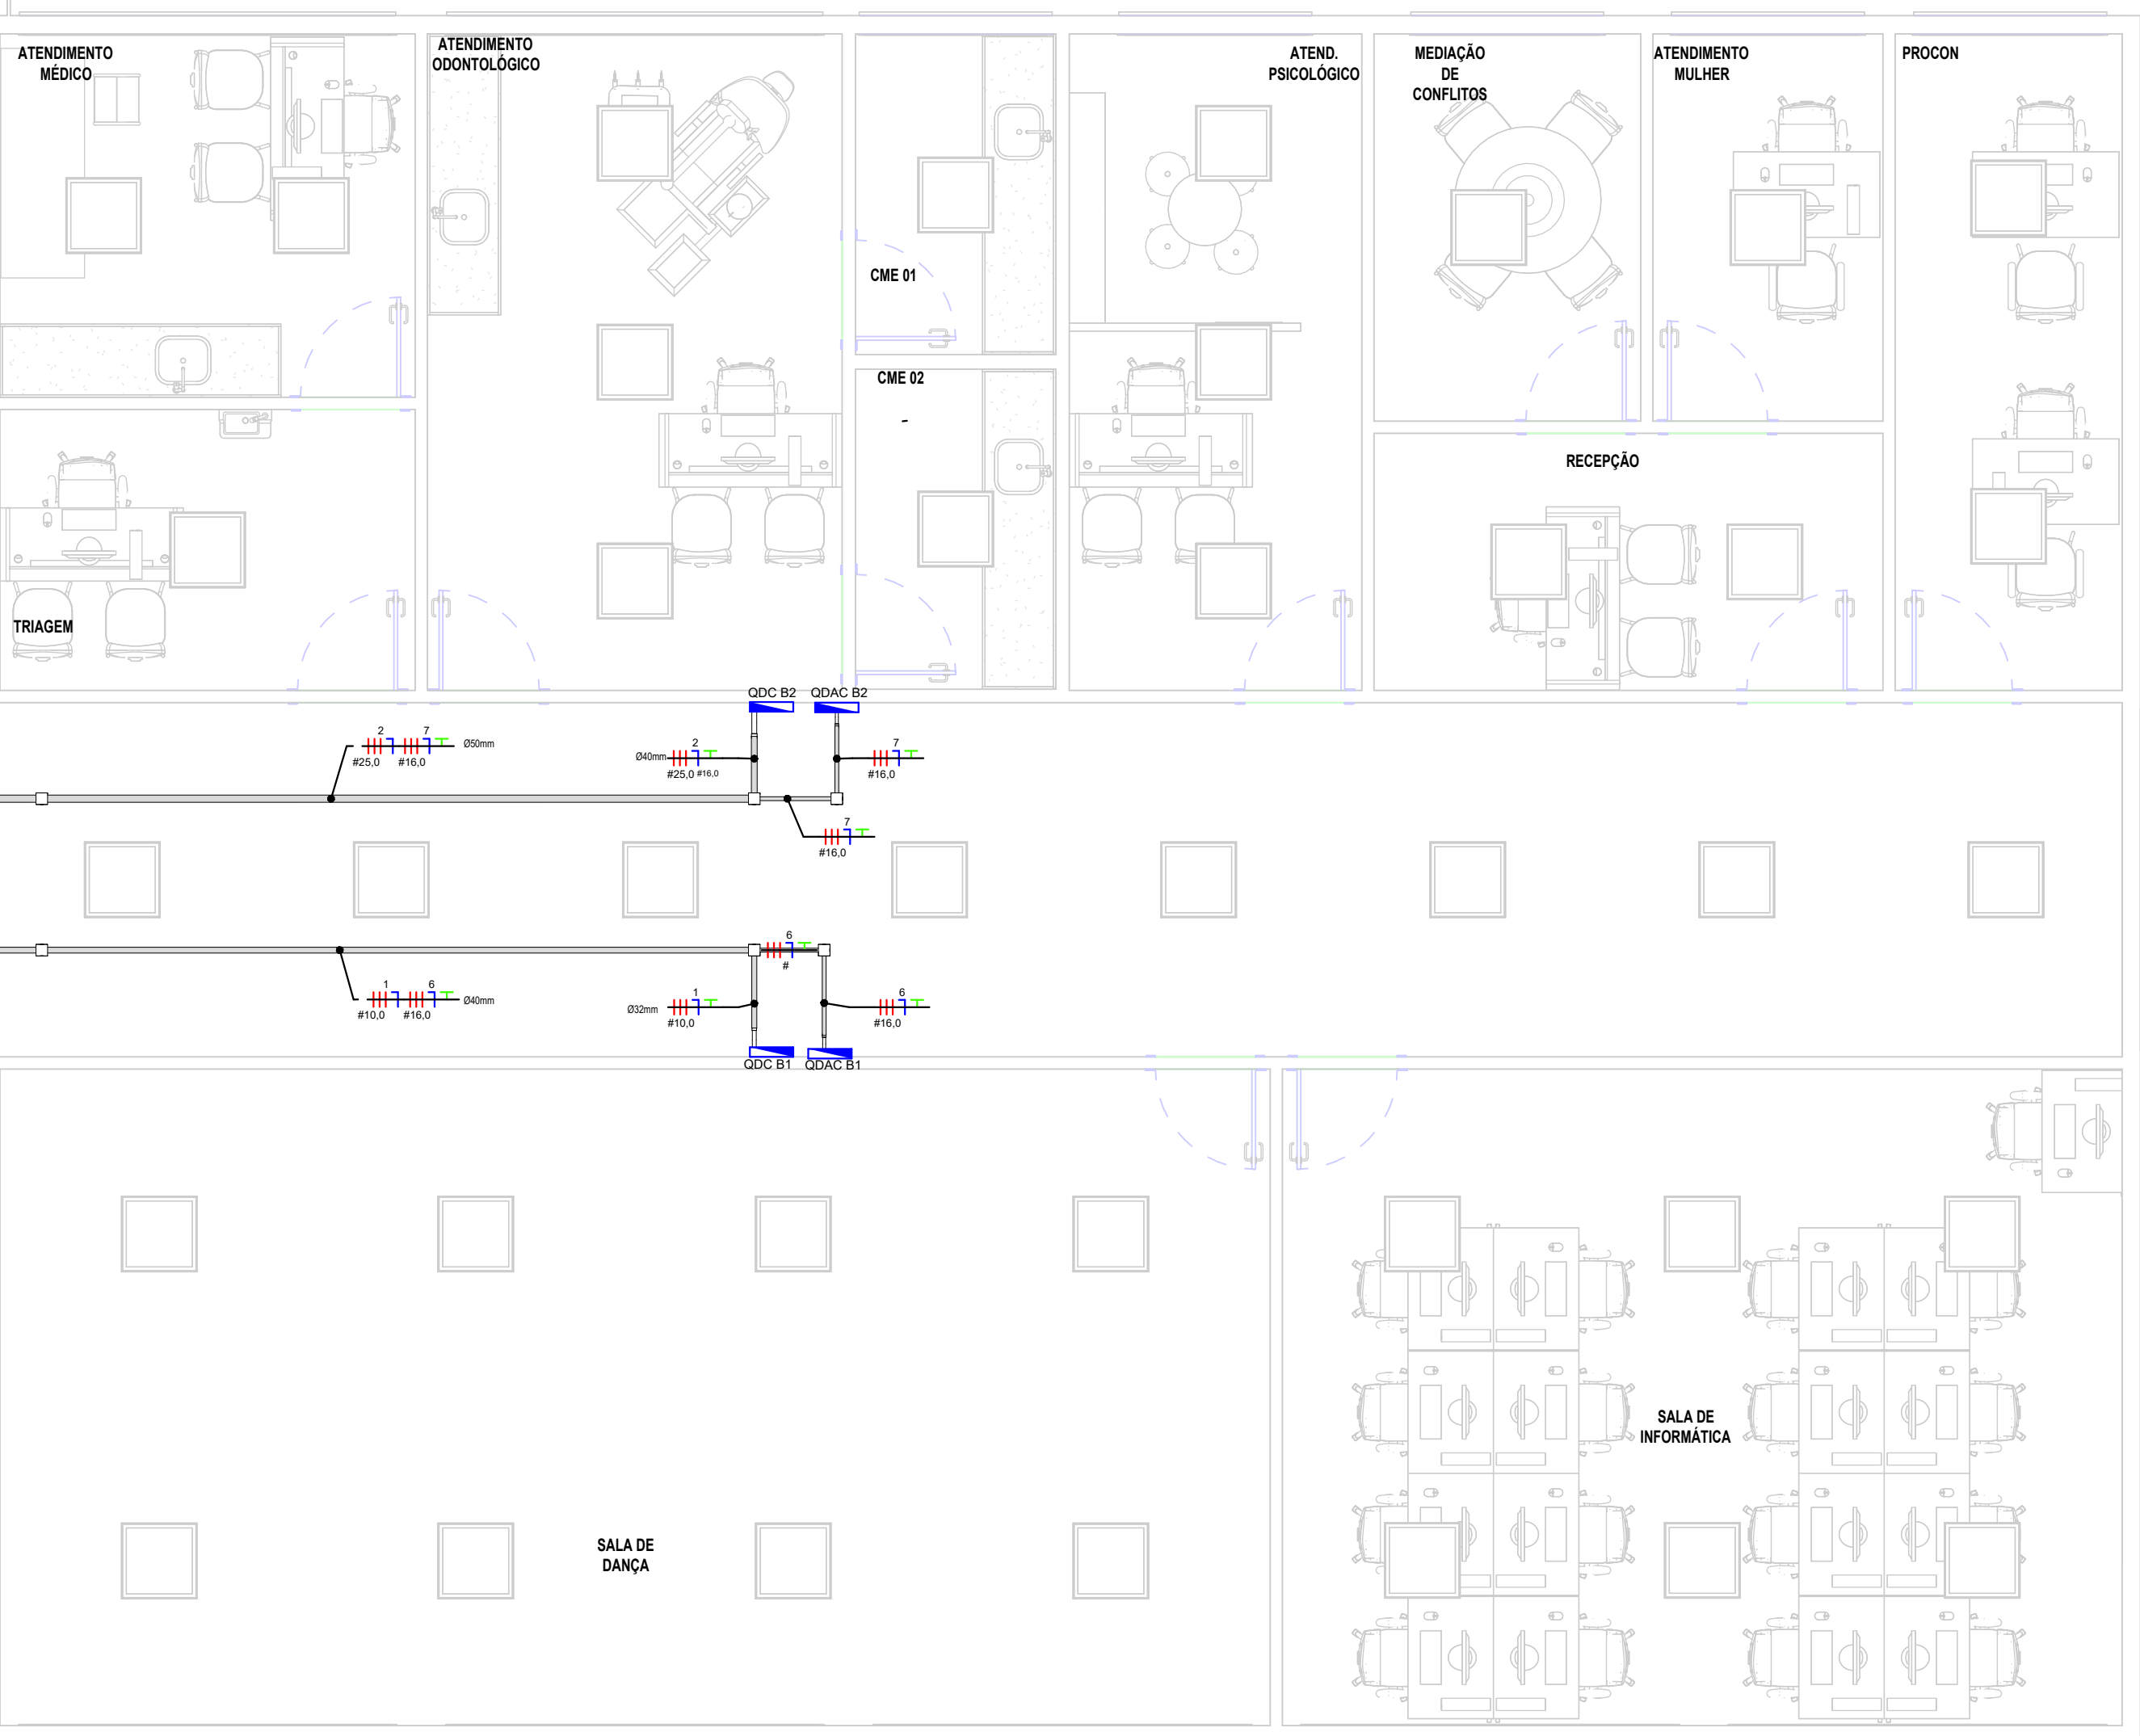 ATENDIMENTO
MÉDICO
ATENDIMENTO
ODONTOLÓGICO
ATEND.
PSICOLÓGICO
MEDIAÇÃO
DE
CONFLITOS
ATENDIMENTO
MULHER
PROCON
CME 01
CME 02
-
RECEPÇÃO
TRIAGEM
QDC B2
QDAC B2
2
7
Ø50mm
#25,0
#16,0
Ø40mm
2
#25,0
#16,0
7
#16,0
7
#16,0
6
#
1
6
Ø40mm
#10,0
#16,0
Ø32mm
1
#10,0
6
#16,0
QDC B1
QDAC B1
SALA DE
INFORMÁTICA
SALA DE
DANÇA